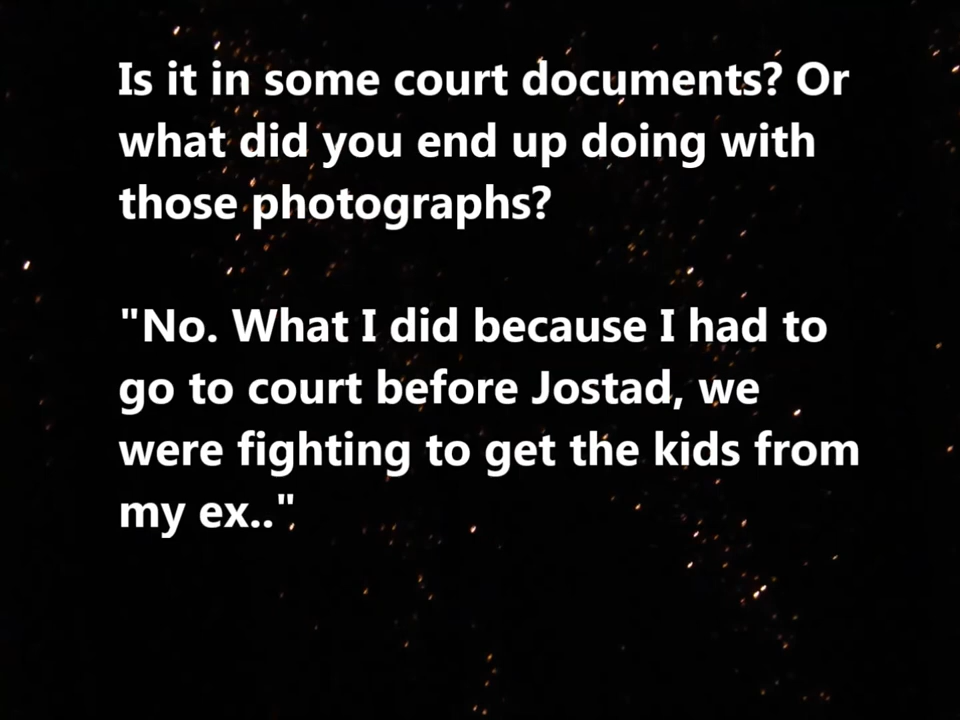 Is it in some court documents? Or
what did you end up doing with
those photographs?
"No. What I did because I had to
go to court before Jostad, we
were fighting to get the kids from
my ex.."